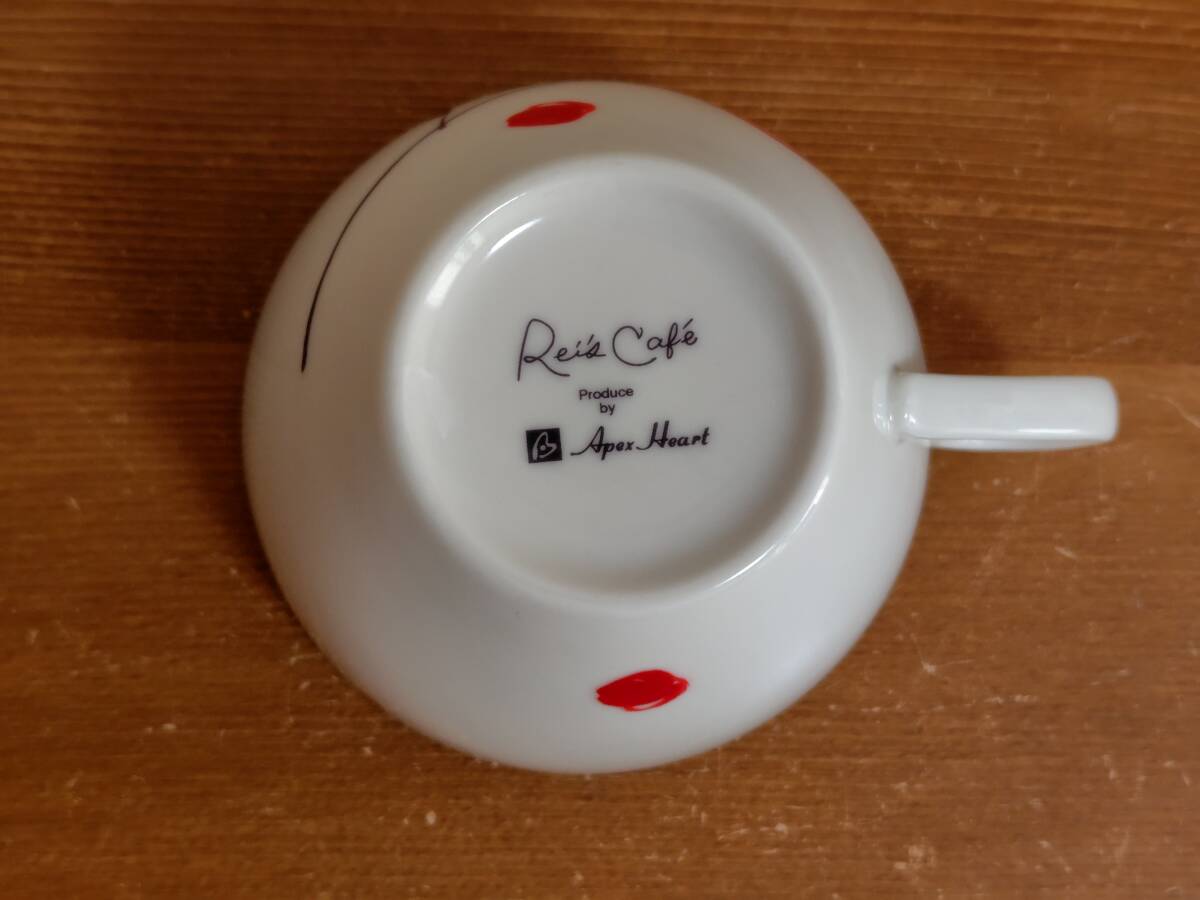 Rei's Café
Produce
by
Apex Heart